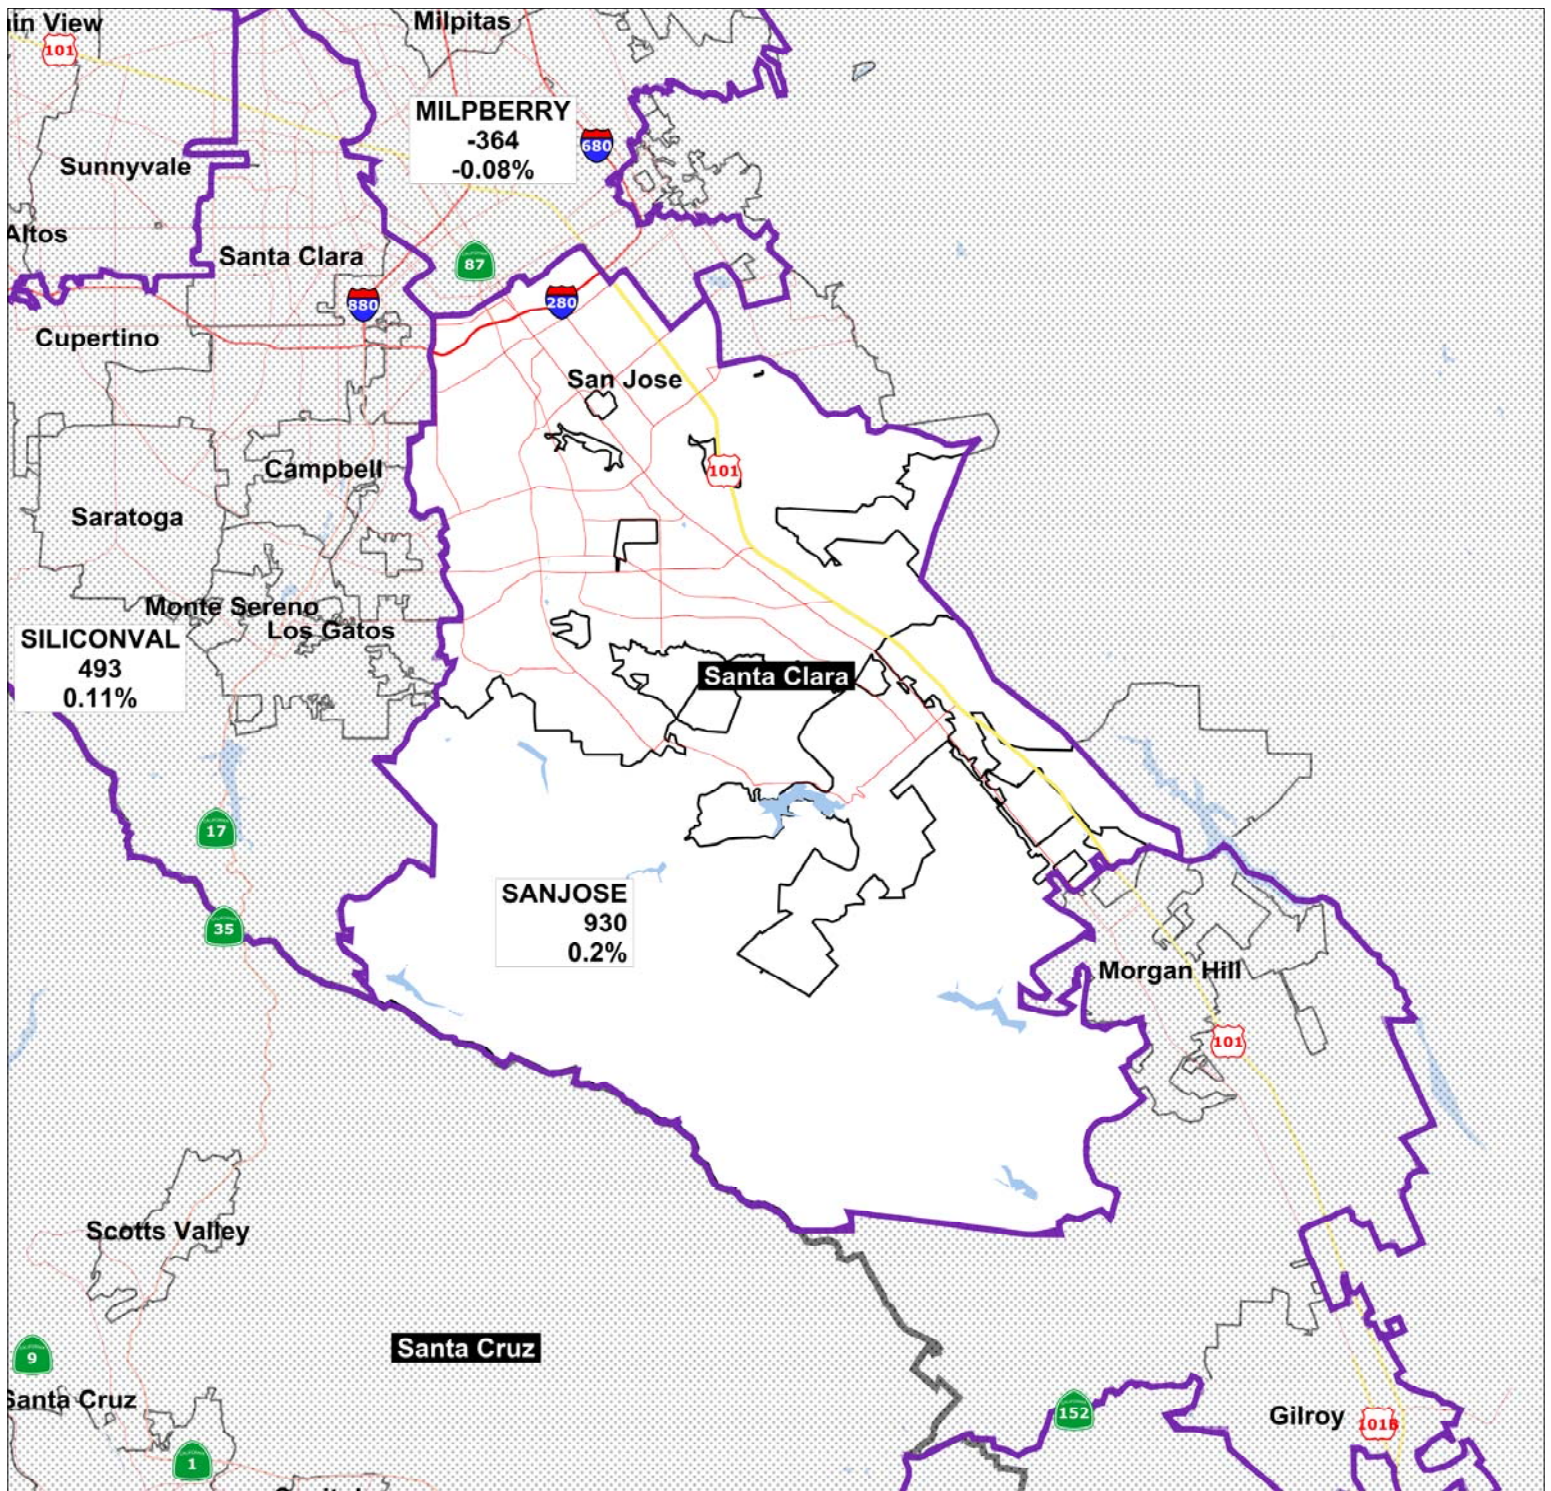 in View
Milpitas
101
MILPBERRY
-364
-0.08%
680
Sunnyvale
Altos
Santa Clara
87
880
280
Cupertino
San Jose
Campbell
101
Saratoga
Monte Sereno
Los Gatos
SILICONVAL
493
0.11%
Santa Clara
17
SANJOSE
930
0.2%
35
Morgan Hill
101
Scotts Valley
Santa Cruz
9
Santa Cruz
152
Gilroy
101B
1